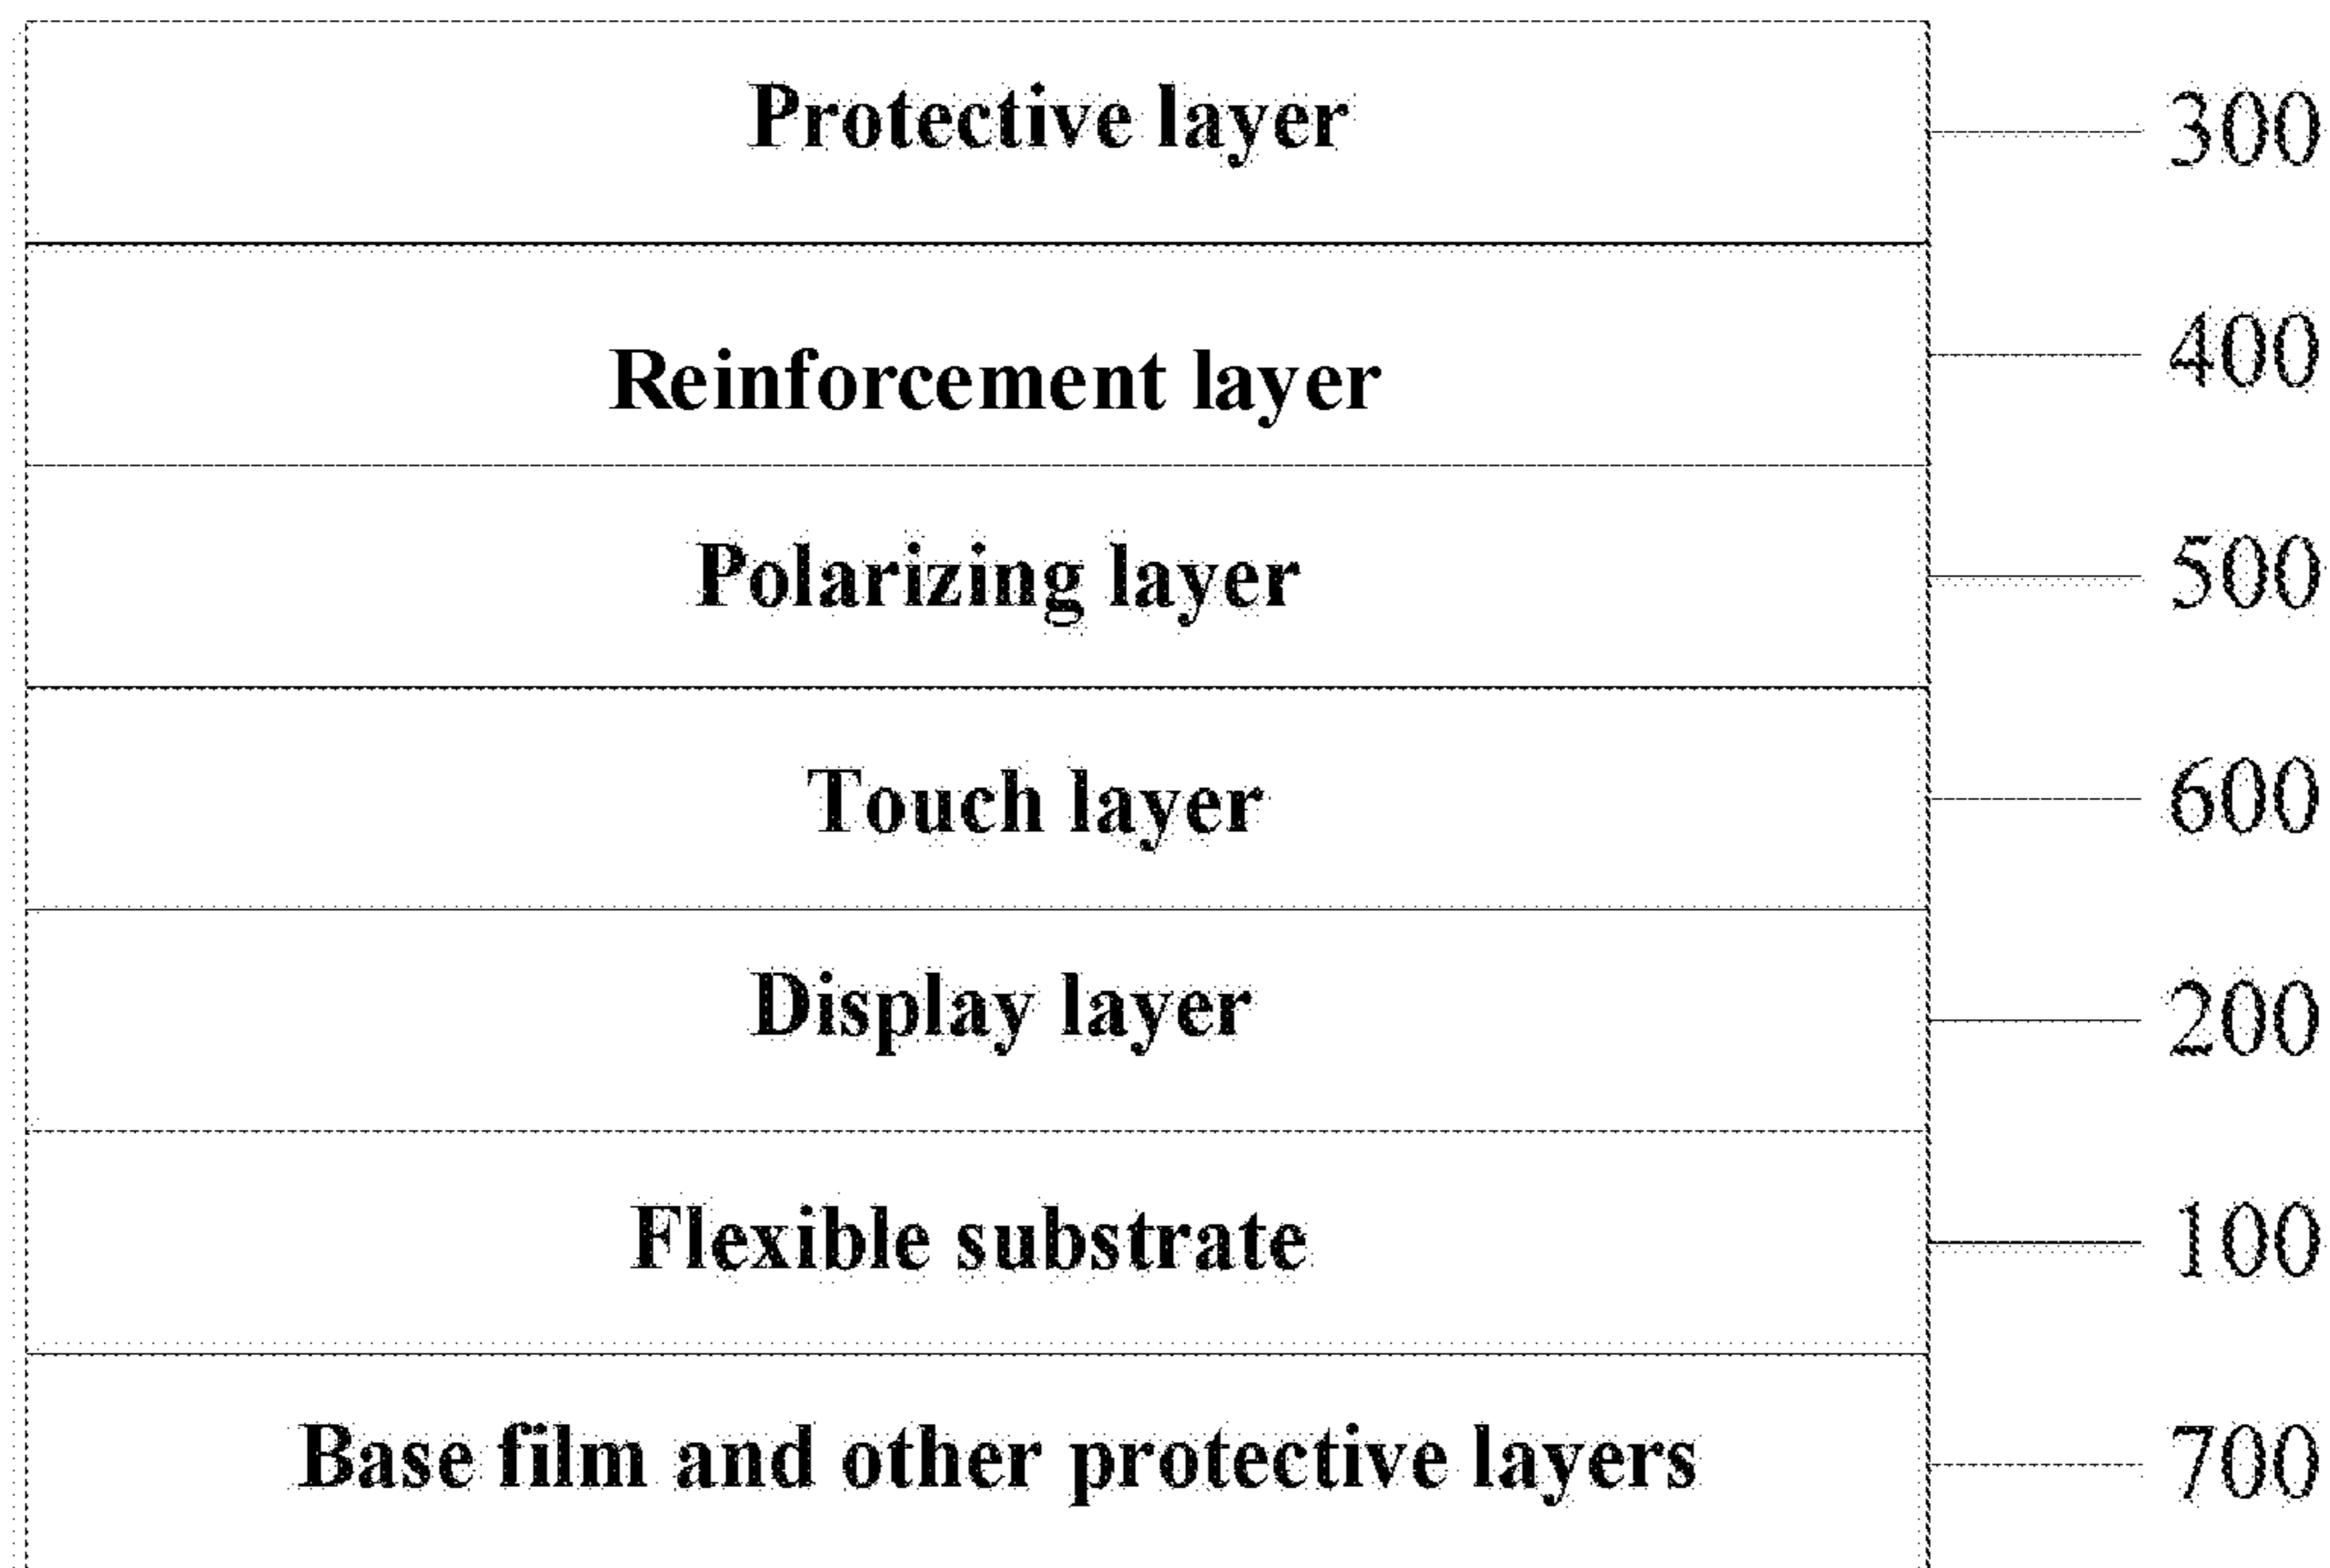 Protective layer 300
Reinforcement layer 400
Polarizing layer 500
Touch layer 600
Display layer 200
Flexible substrate 100
Base film and other protective layers 700